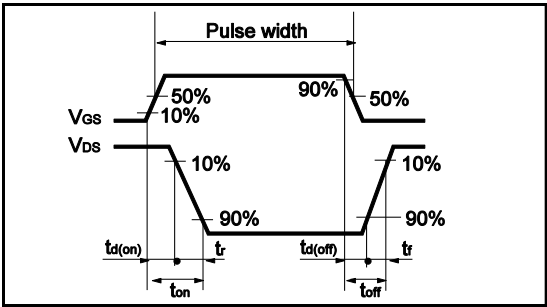 Pulse width
90%
50%
50%
VGS
10%
VDS
10%
10%
90%
90%
td(on)
tr
td(off)
tf
ton
toff